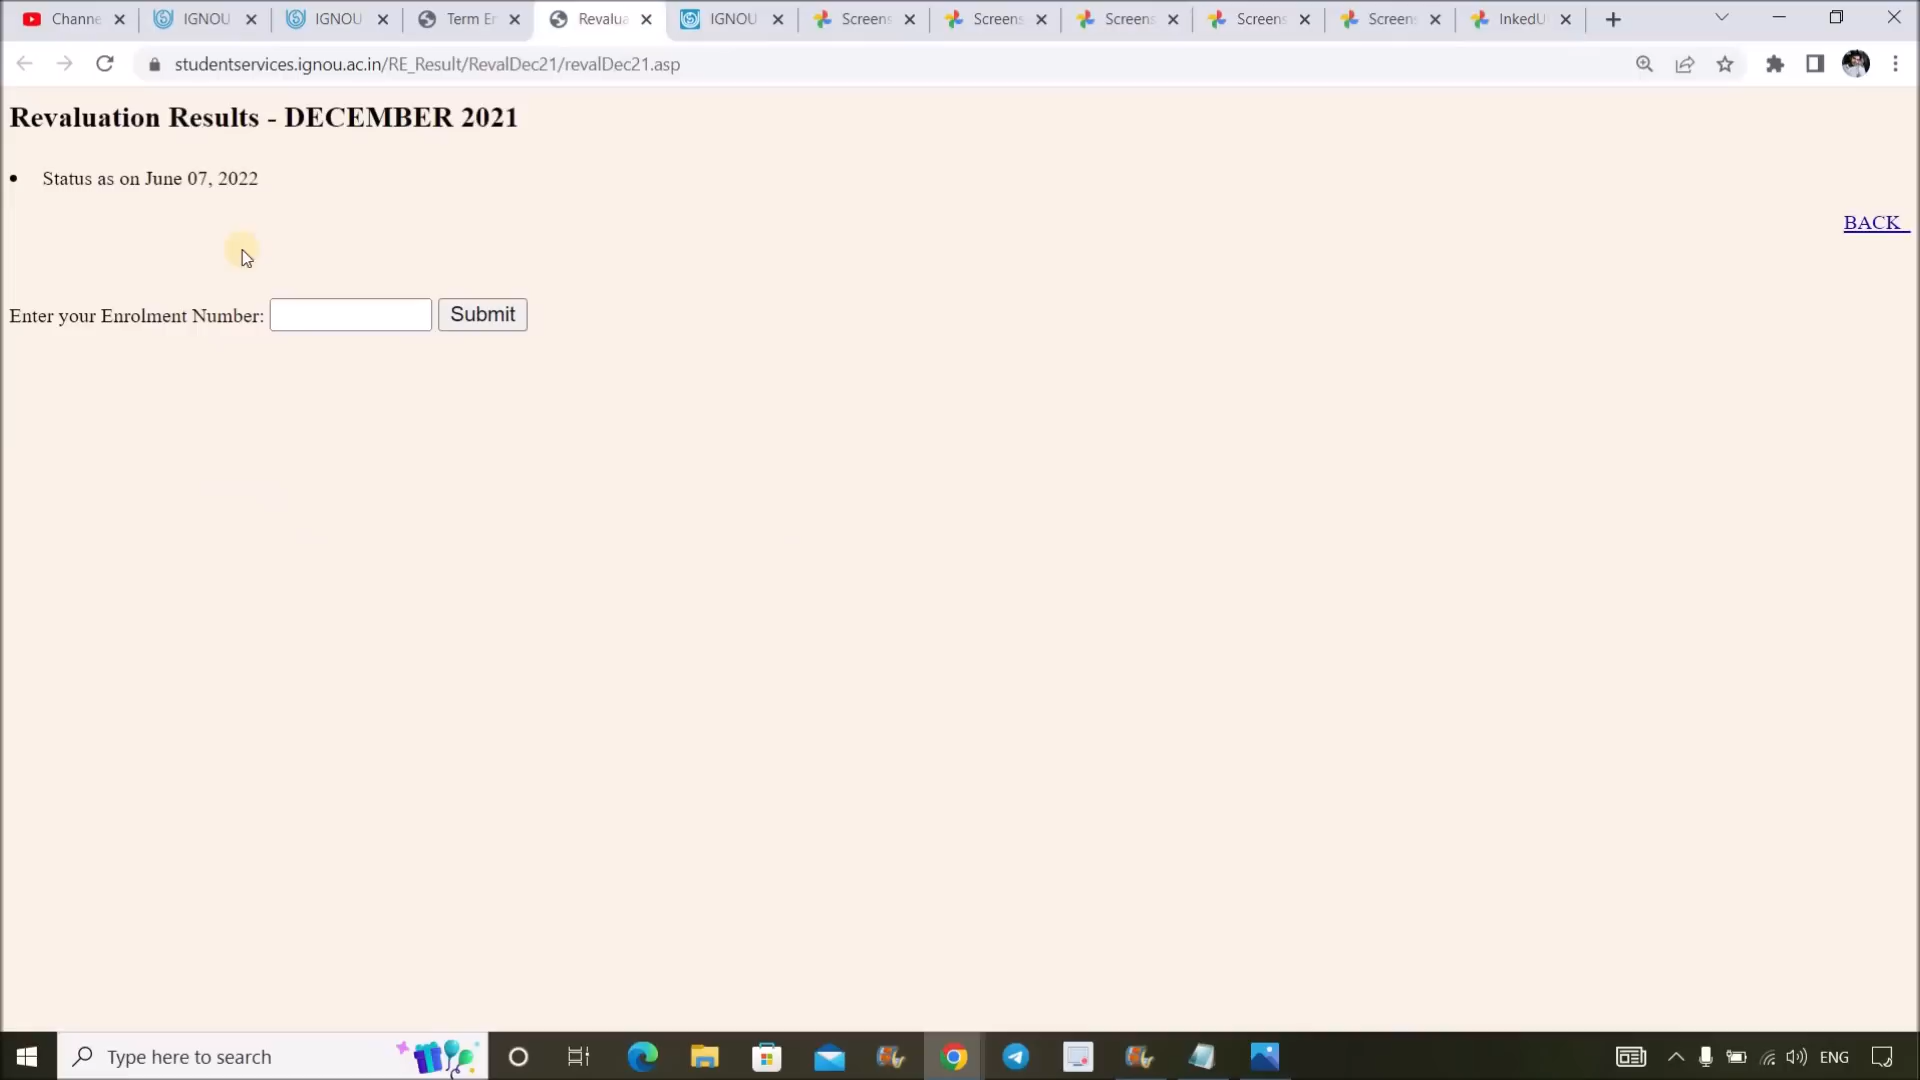 Channe
IGNOU
IGNOU
Term En
Revalua
IGNOU
Screens
Screens
Screens
Screens
Screens
InkedU
studentservices.ignou.ac.in/RE_Result/RevalDec21/revalDec21.asp
Revaluation Results - DECEMBER 2021
Status as on June 07, 2022
BACK
Enter your Enrolment Number: Submit
Type here to search
ENG